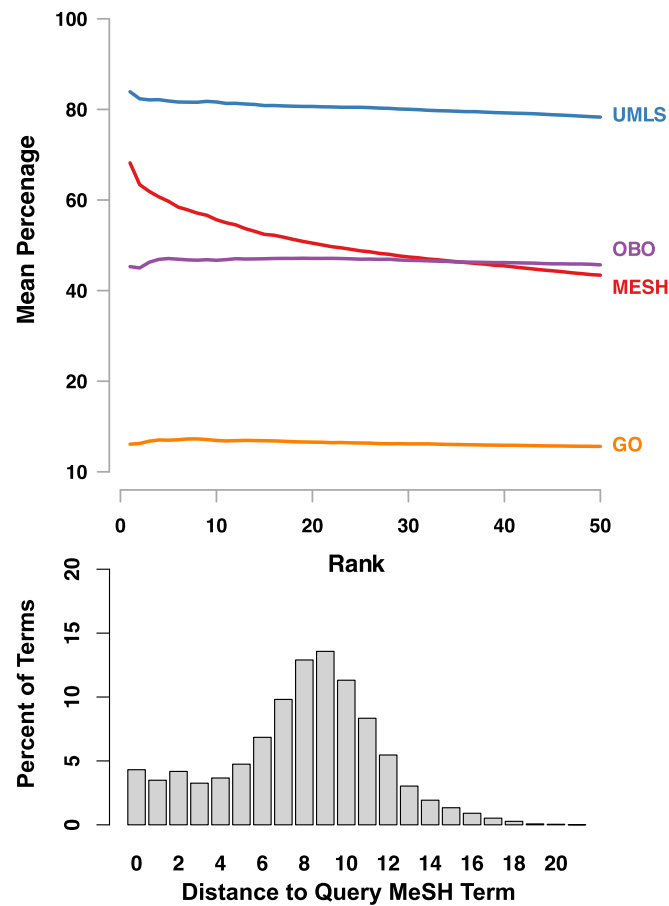 100
80
60
40
20
10
Mean Percenage
UMLS
OBO
MESH
GO
0 10 20 30 40 50
Rank
20
15
10
5
0
Percent of Terms
0 2 4 6 8 10 12 14 16 18 20
Distance to Query MeSH Term